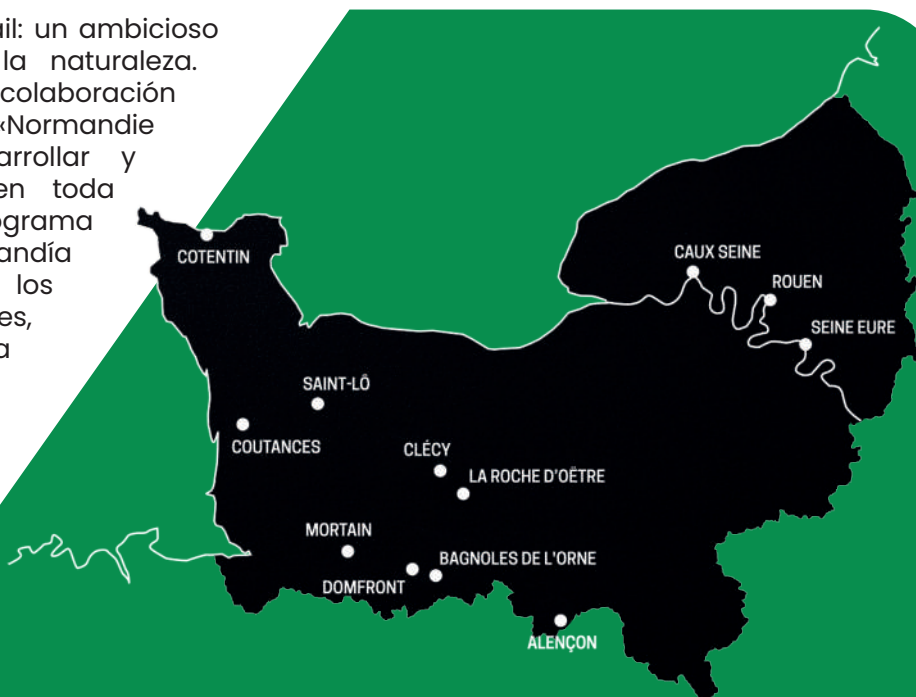 ail: un ambicioso
la naturaleza.
colaboración
«Normandie
arrollar y
en toda
ograma
andía
los
es,
a
COTENTIN
CAUX SEINE
ROUEN
SEINE EURE
SAINT-LÔ
COUTANCES
CLÉCY
LA ROCHE D'OËTRE
MORTAIN
BAGNOLES DE L'ORNE
DOMFRONT
ALENÇON